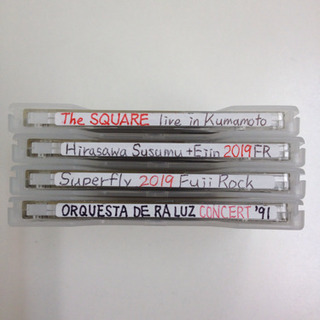 The SQUARE live in Kumamoto
Hirasawa Susumu + Ejin 2019 FR
Superfly 2019 Fuji Rock
ORQUESTA DE RA LUZ CONCERT '91